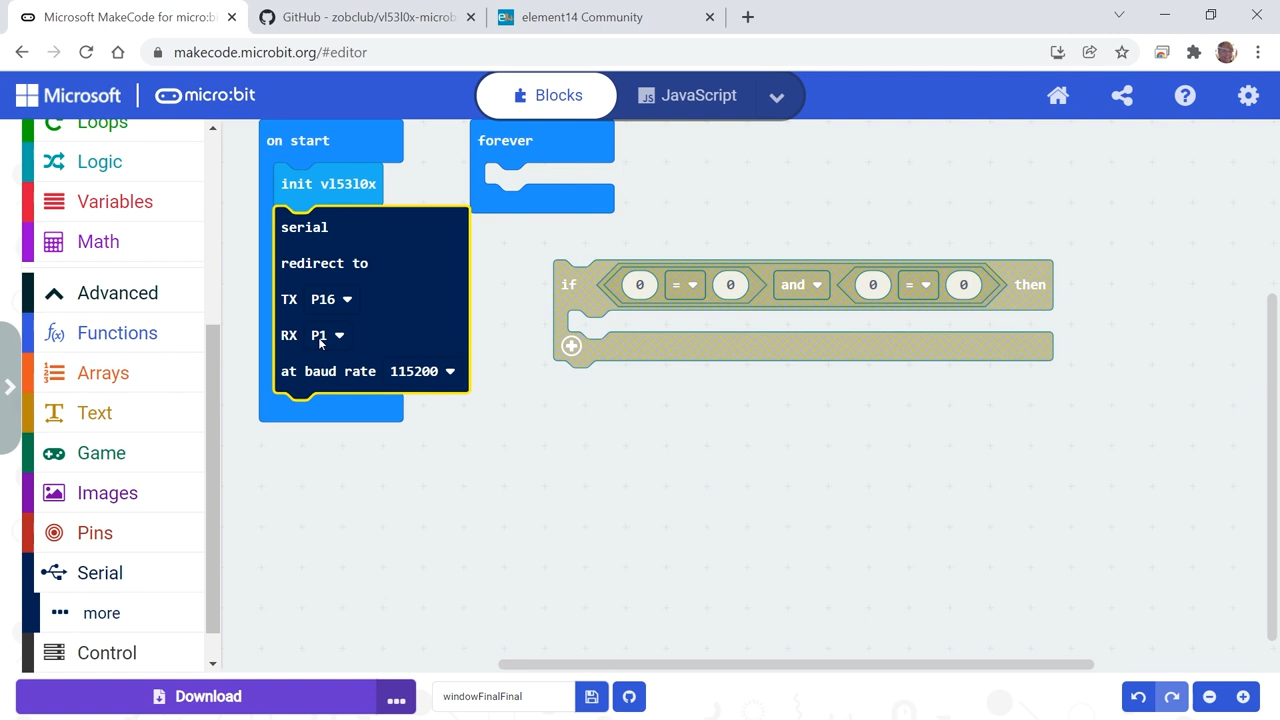 Microsoft MakeCode for micro:b
GitHub - zobclub/vl53l0x-microb
element14 Community
makecode.microbit.org/#editor
Microsoft
micro:bit
Blocks
JavaScript
Loops
Logic
Variables
Math
Advanced
Functions
Arrays
Text
Game
Images
Pins
Serial
more
Control
on start
init vl53l0x
serial
redirect to
TX P16
RX P1
at baud rate 115200
forever
if 0 = 0 and 0 = 0 then
Download
windowFinalFinal